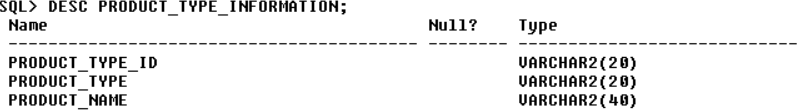 SQL> DESC PRODUCT_TYPE_INFORMATION;
Name Null? Type
----------------------------------------- -------- ----------------------------
PRODUCT_TYPE_ID VARCHAR2(20)
PRODUCT_TYPE VARCHAR2(20)
PRODUCT_NAME VARCHAR2(40)